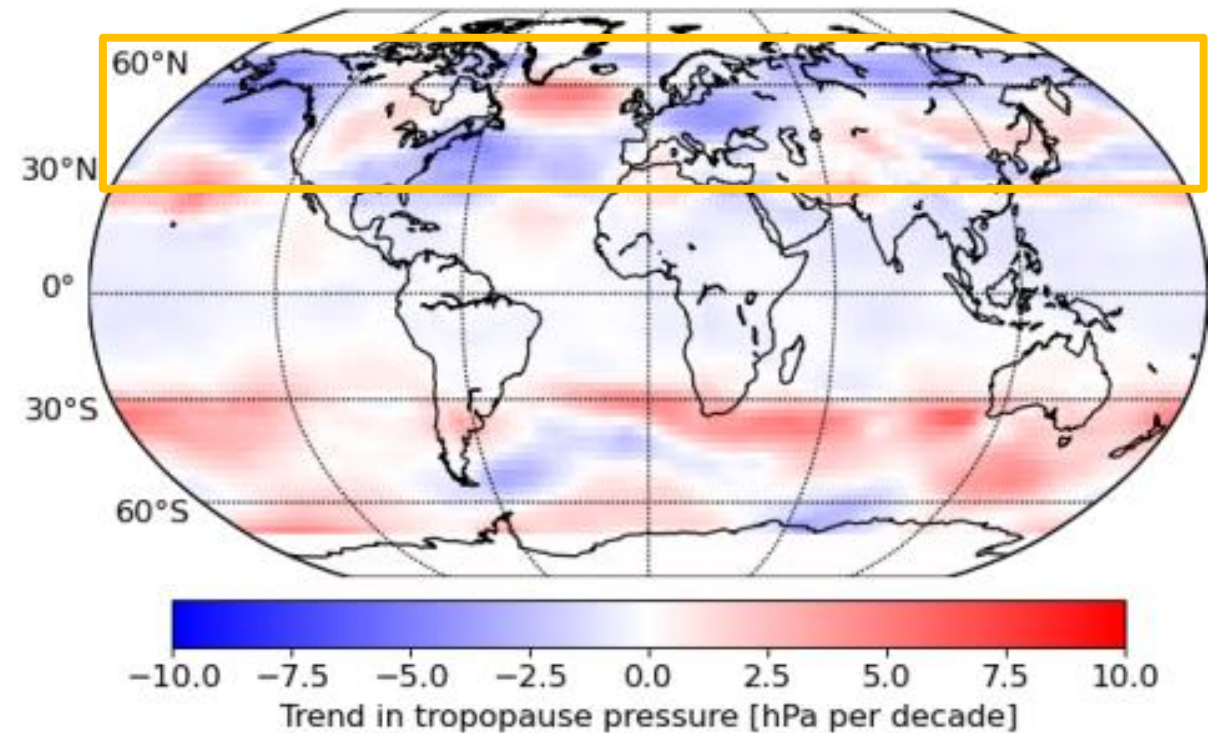 60°N
30°N
0°
30°S
60°S
−10.0 −7.5 −5.0 −2.5 0.0 2.5 5.0 7.5 10.0
Trend in tropopause pressure [hPa per decade]